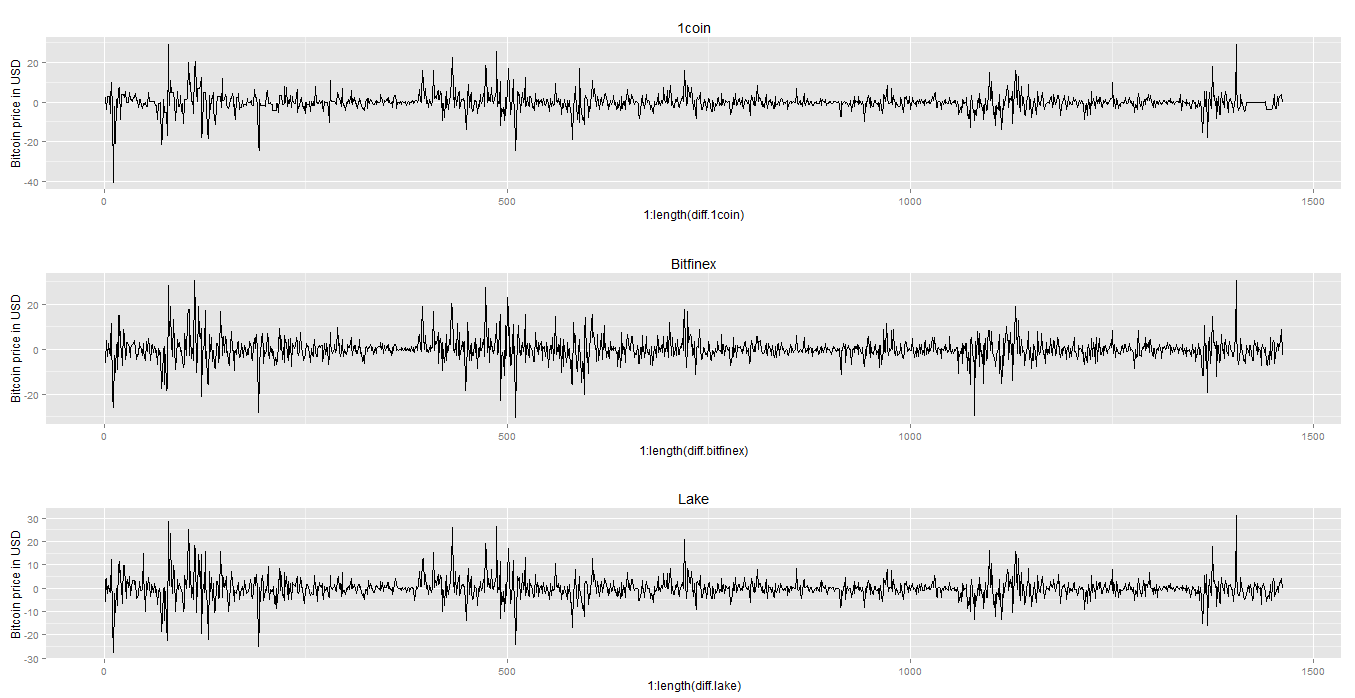 1coin
Bitcoin price in USD
20
0
-20
-40
0 500 1000 1500
1:length(diff.1coin)
Bitfinex
Bitcoin price in USD
20
0
-20
0 500 1000 1500
1:length(diff.bitfinex)
Lake
Bitcoin price in USD
30
20
10
0
-10
-20
-30
0 500 1000 1500
1:length(diff.lake)